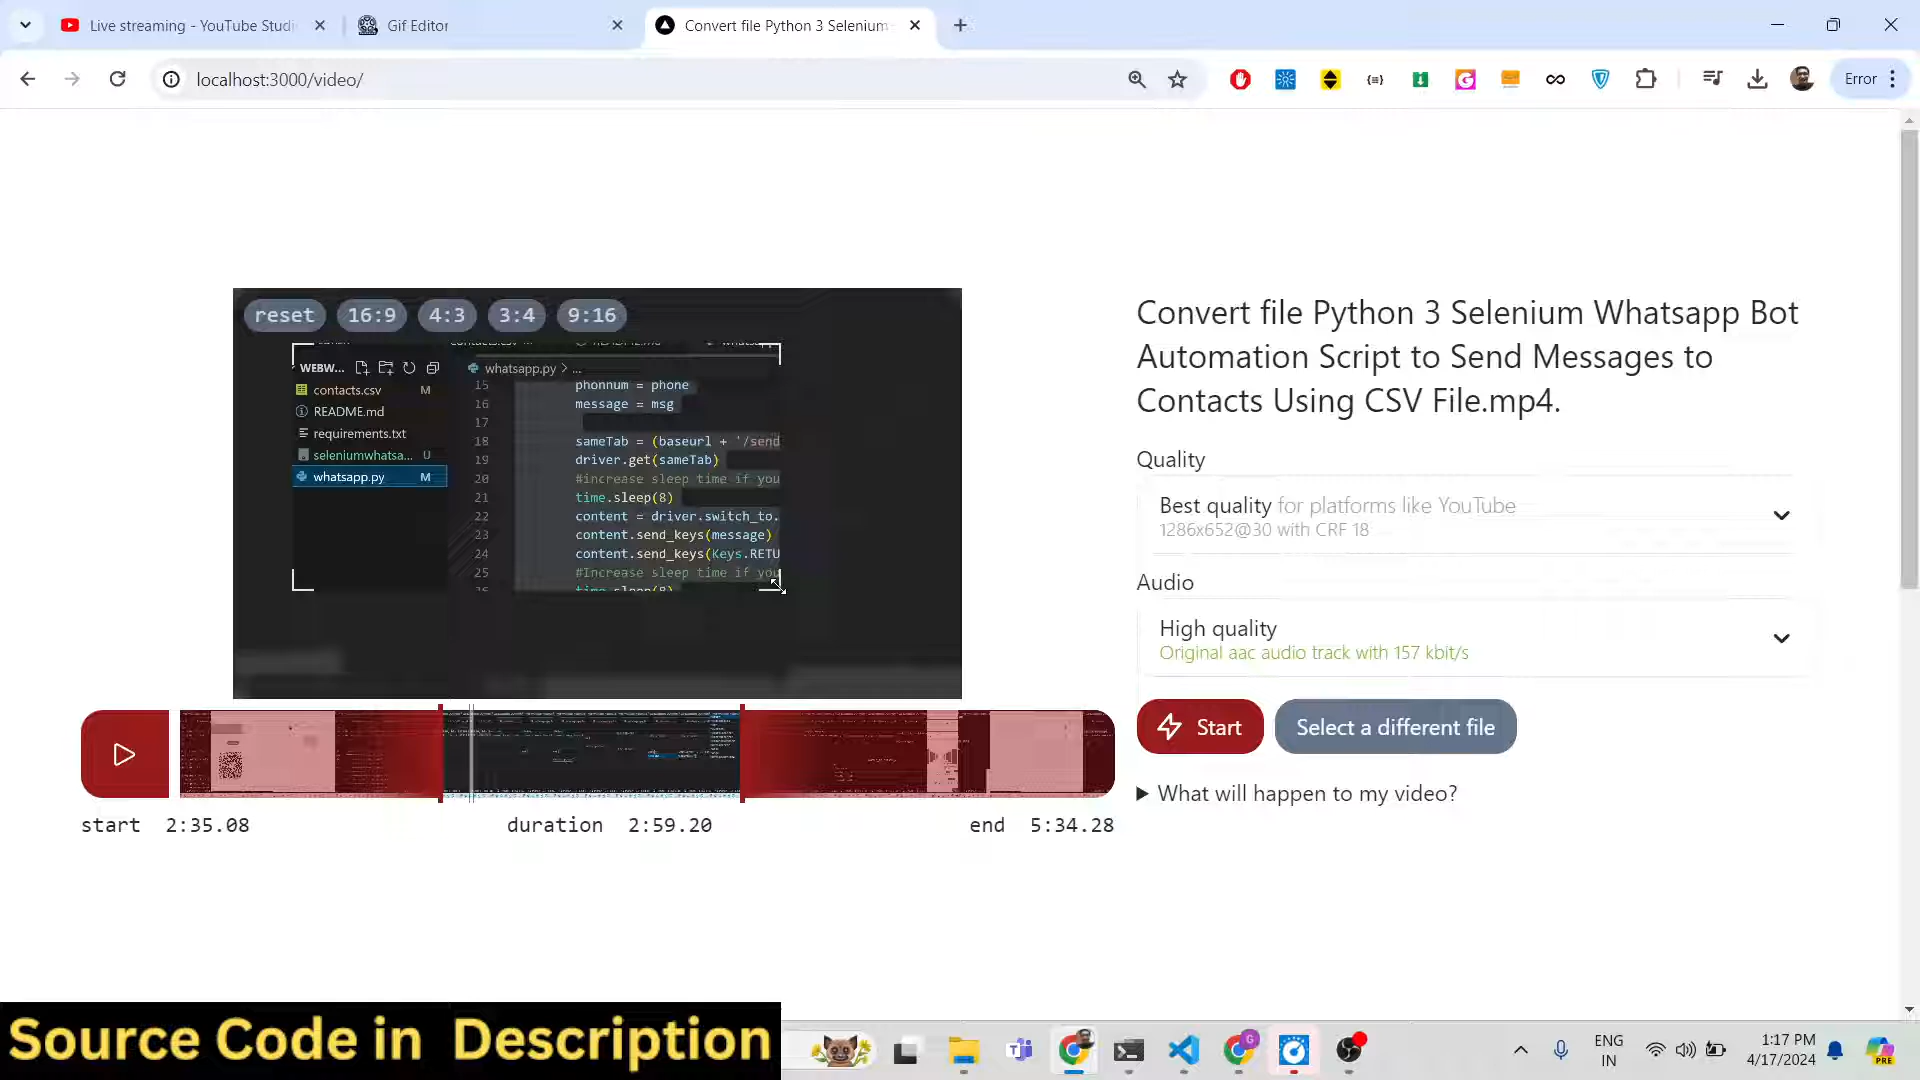 Live streaming - YouTube Studi
Gif Editor
Convert file Python 3 Selenium
localhost:3000/video/
Error
reset 16:9 4:3 3:4 9:16
WEBW...
contacts.csv M
README.md
requirements.txt
seleniumwhatsa... U
whatsapp.py M
whatsapp.py > ...
15 phonnum = phone
16 message = msg
17
18 sameTab = (baseurl + '/send
19 driver.get(sameTab)
20 #increase sleep time if you
21 time.sleep(8)
22 content = driver.switch_to.
23 content.send_keys(message)
24 content.send_keys(Keys.RETU
25 #Increase sleep time if you
start 2:35.08
duration 2:59.20
end 5:34.28
Convert file Python 3 Selenium Whatsapp Bot
Automation Script to Send Messages to
Contacts Using CSV File.mp4.
Quality
Best quality for platforms like YouTube
1286x652@30 with CRF 18
Audio
High quality
Original aac audio track with 157 kbit/s
Start
Select a different file
What will happen to my video?
Source Code in Description
ENG
IN
1:17 PM
4/17/2024
PRE